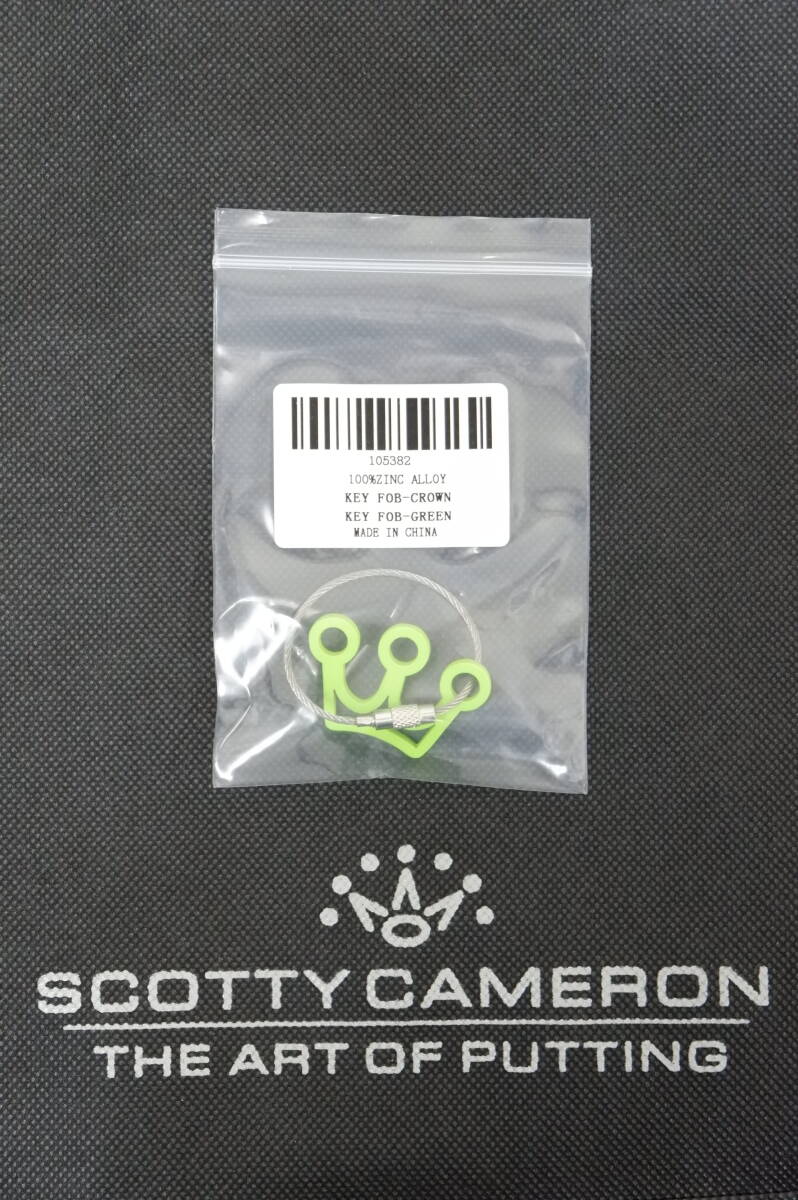 105382
100%ZINC ALLOY
KEY FOB-CROWN
KEY FOB-GREEN
MADE IN CHINA
SCOTTY CAMERON
THE ART OF PUTTING